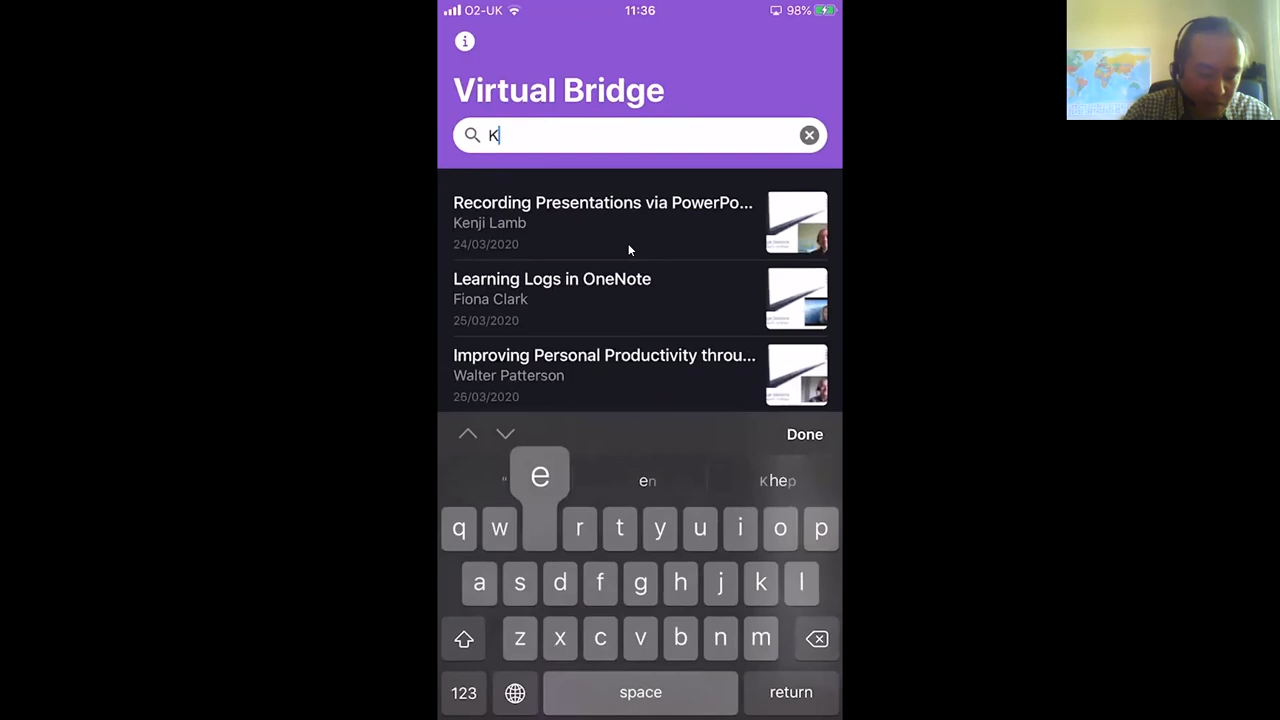 O2-UK 11:36 98%
i
Virtual Bridge
K
Recording Presentations via PowerPo...
Kenji Lamb
24/03/2020
Learning Logs in OneNote
Fiona Clark
25/03/2020
Improving Personal Productivity throu...
Walter Patterson
26/03/2020
Done
e en Khep
q w r t y u i o p
a s d f g h j k l
z x c v b n m
123 space return